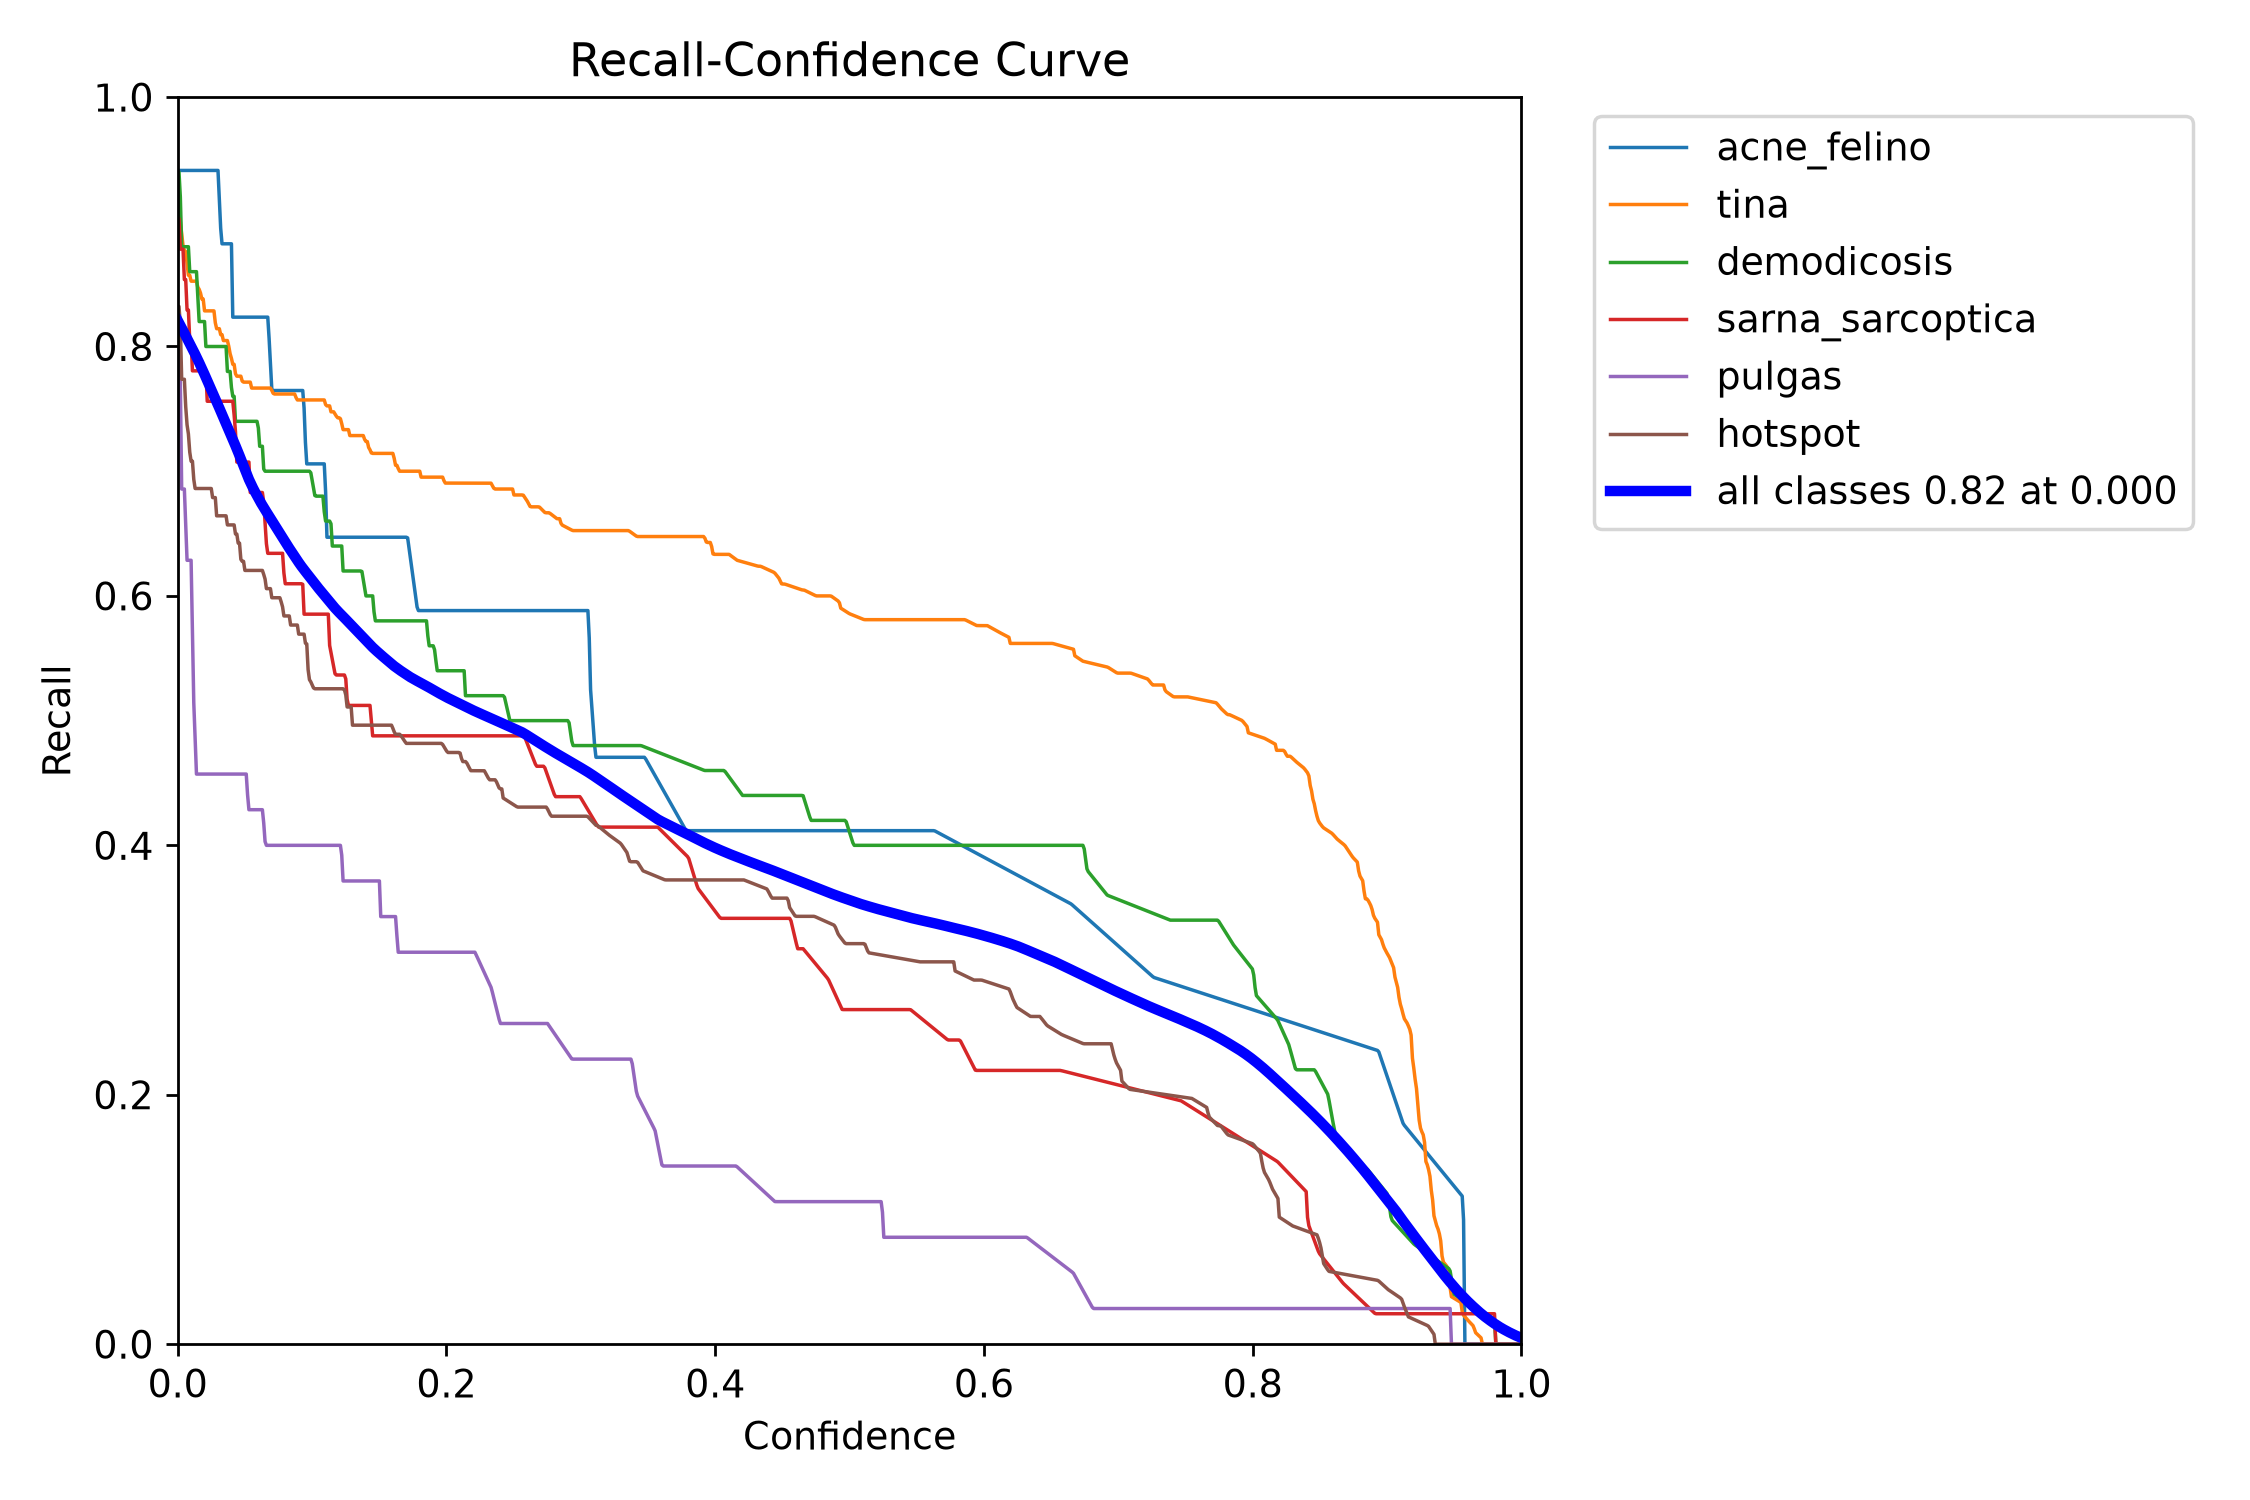 Recall-Confidence Curve
1.0
0.8
0.6
0.4
0.2
0.0
Recall
0.0 0.2 0.4 0.6 0.8 1.0
Confidence
acne_felino
tina
demodicosis
sarna_sarcoptica
pulgas
hotspot
all classes 0.82 at 0.000